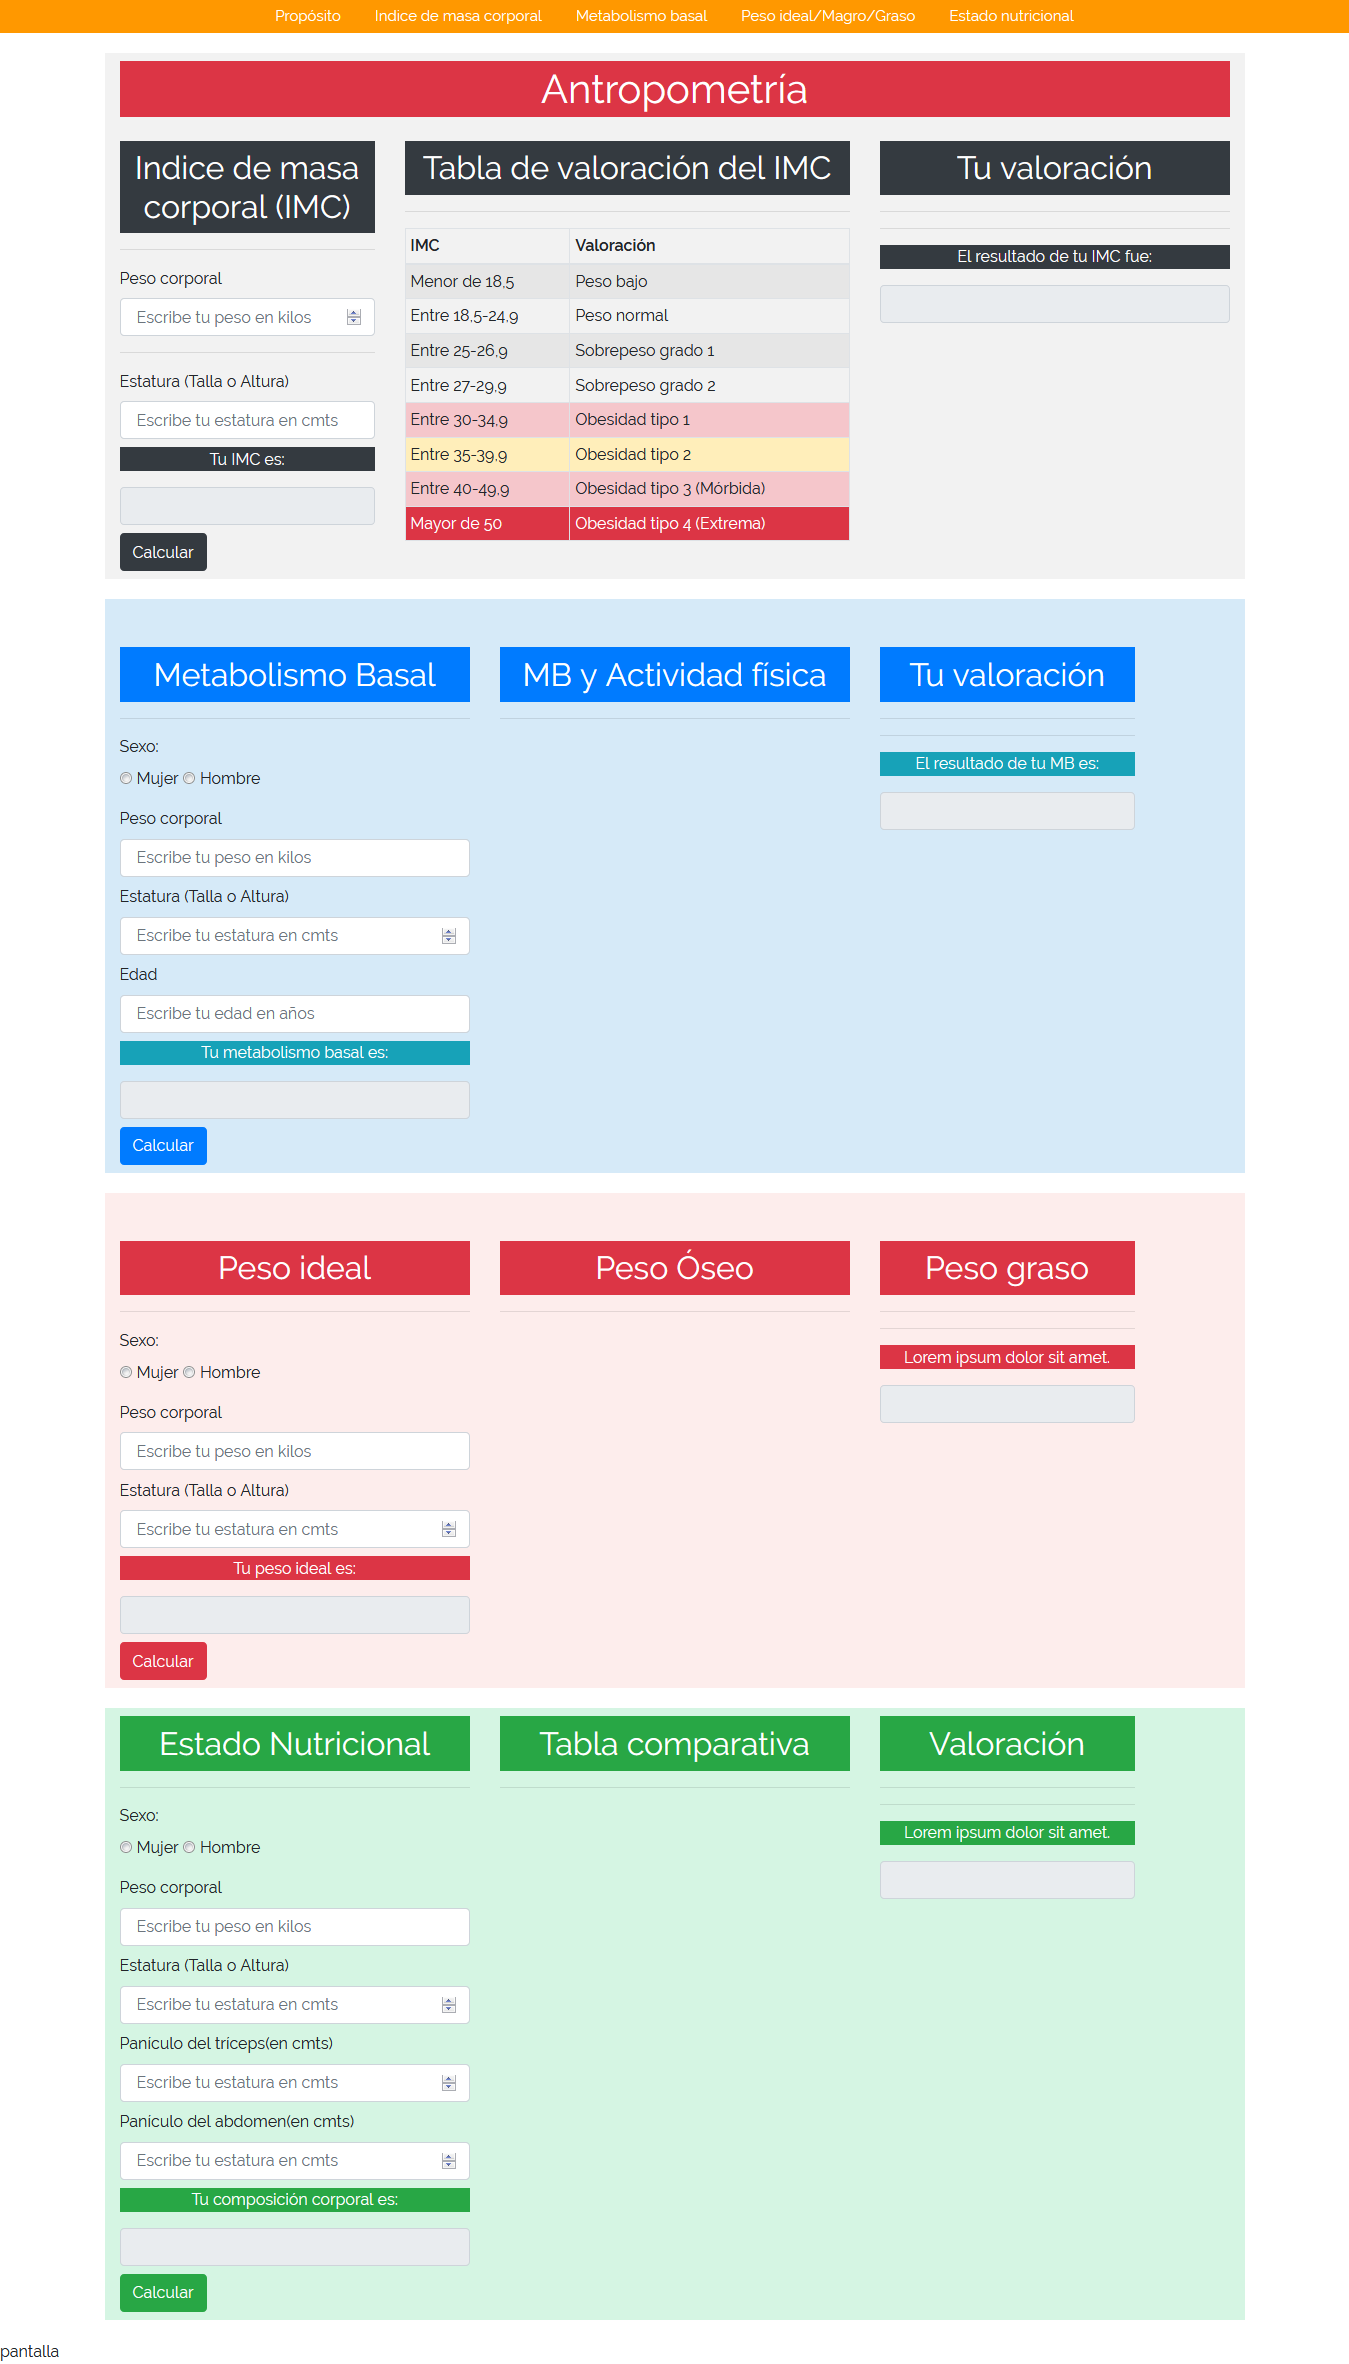 Propósito Indice de masa corporal Metabolismo basal Peso ideal/Magro/Graso Estado nutricional
Antropometría
Indice de masa
corporal (IMC)
Peso corporal
Escribe tu peso en kilos
Estatura (Talla o Altura)
Escribe tu estatura en cmts
Tu IMC es:
Calcular
Tabla de valoración del IMC
IMC Valoración
Menor de 18,5 Peso bajo
Entre 18,5-24,9 Peso normal
Entre 25-26,9 Sobrepeso grado 1
Entre 27-29,9 Sobrepeso grado 2
Entre 30-34,9 Obesidad tipo 1
Entre 35-39,9 Obesidad tipo 2
Entre 40-49,9 Obesidad tipo 3 (Mórbida)
Mayor de 50 Obesidad tipo 4 (Extrema)
Tu valoración
El resultado de tu IMC fue:
Metabolismo Basal
Sexo:
Mujer Hombre
Peso corporal
Escribe tu peso en kilos
Estatura (Talla o Altura)
Escribe tu estatura en cmts
Edad
Escribe tu edad en años
Tu metabolismo basal es:
Calcular
MB y Actividad física
Tu valoración
El resultado de tu MB es:
Peso ideal
Sexo:
Mujer Hombre
Peso corporal
Escribe tu peso en kilos
Estatura (Talla o Altura)
Escribe tu estatura en cmts
Tu peso ideal es:
Calcular
Peso Óseo
Peso graso
Lorem ipsum dolor sit amet.
Estado Nutricional
Sexo:
Mujer Hombre
Peso corporal
Escribe tu peso en kilos
Estatura (Talla o Altura)
Escribe tu estatura en cmts
Panículo del tríceps(en cmts)
Escribe tu estatura en cmts
Panículo del abdomen(en cmts)
Escribe tu estatura en cmts
Tu composición corporal es:
Calcular
Tabla comparativa
Valoración
Lorem ipsum dolor sit amet.
pantalla